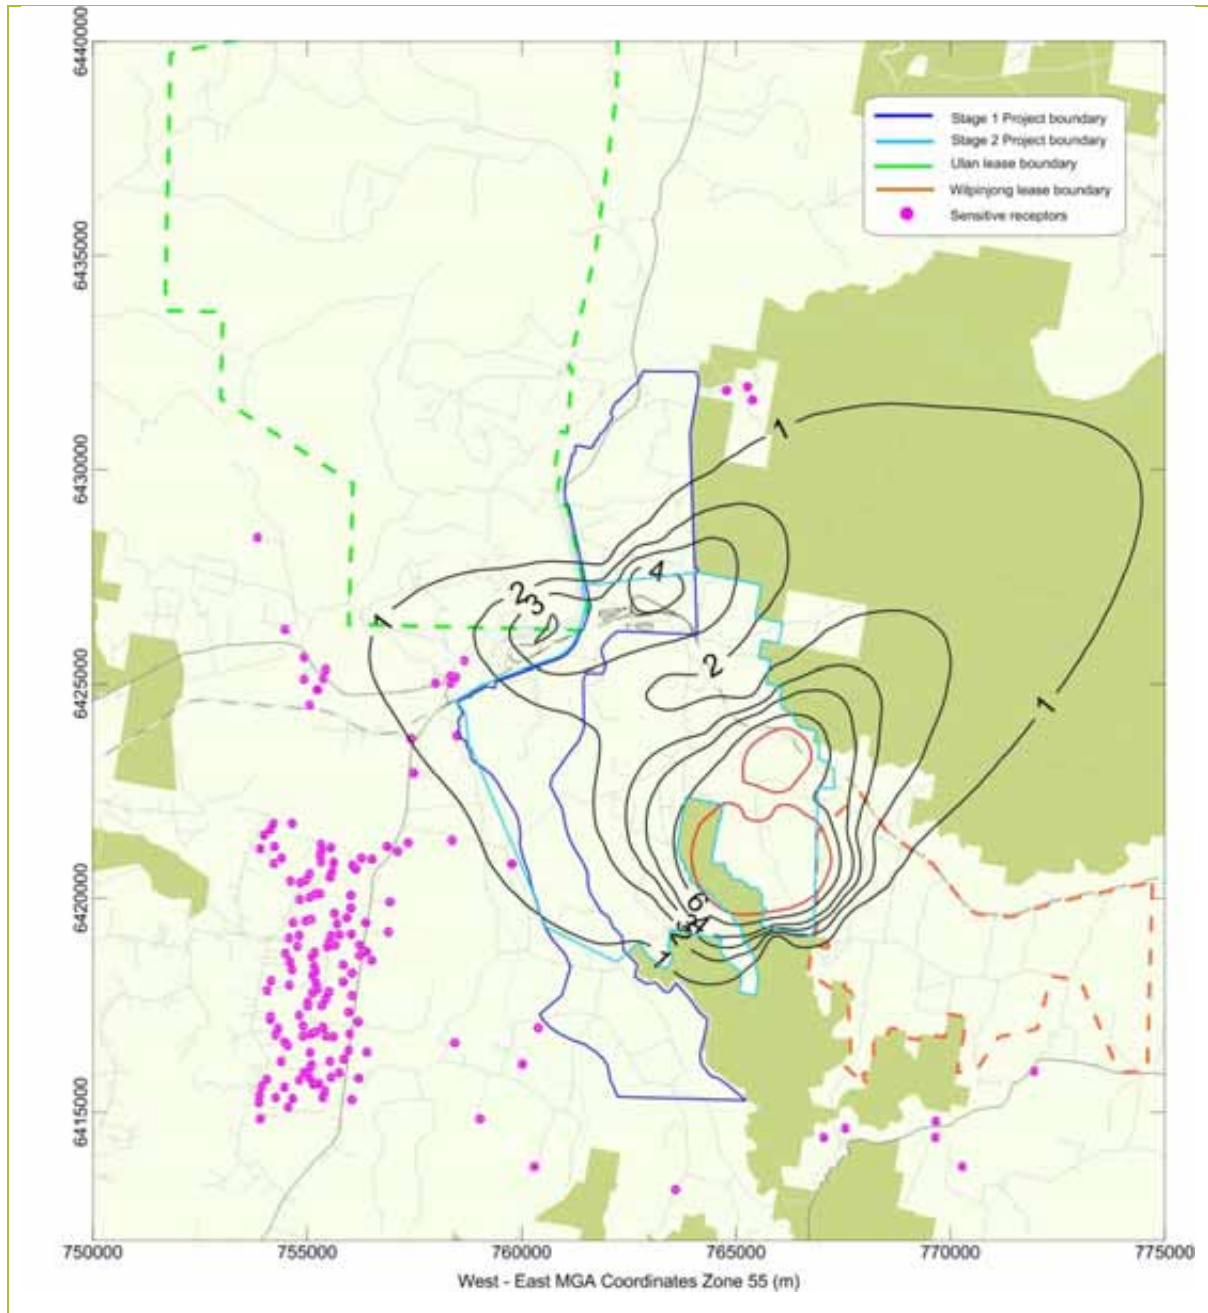 6440000
Stage 1 Project boundary
Stage 2 Project boundary
Ulan lease boundary
Wilpinjong lease boundary
Sensitive receptors
6435000
1
6430000
4
2
3
1
2
6425000
1
6420000
6
4
1
6415000
750000 755000 760000 765000 770000 775000
West - East MGA Coordinates Zone 55 (m)